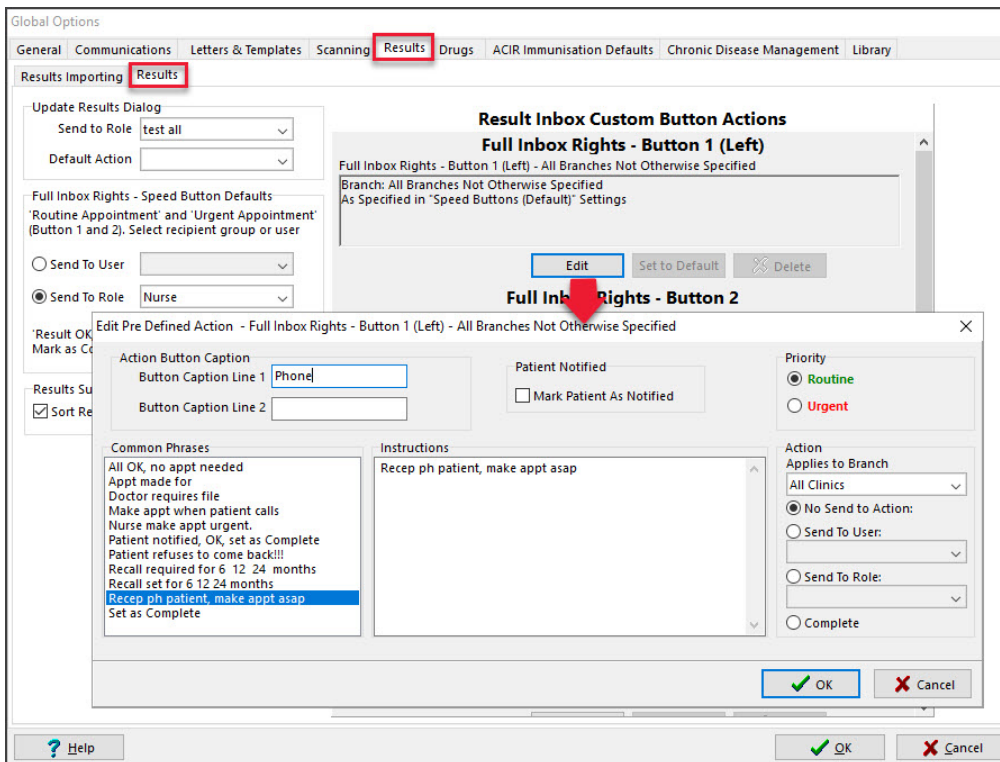 Global Options
General Communications Letters & Templates Scanning Results Drugs ACIR Immunisation Defaults Chronic Disease Management Library
Results Importing Results
Update Results Dialog
Send to Role test all
Default Action
Full Inbox Rights - Speed Button Defaults
'Routine Appointment' and 'Urgent Appointment'
(Button 1 and 2). Select recipient group or user
Send To User
Send To Role Nurse
'Result OK
Mark as Co
Results Su
Sort Re
Result Inbox Custom Button Actions
Full Inbox Rights - Button 1 (Left)
Full Inbox Rights - Button 1 (Left) - All Branches Not Otherwise Specified
Branch: All Branches Not Otherwise Specified
As Specified in "Speed Buttons (Default)" Settings
Edit Set to Default Delete
Full Inb Rights - Button 2
Edit Pre Defined Action - Full Inbox Rights - Button 1 (Left) - All Branches Not Otherwise Specified
Action Button Caption
Button Caption Line 1 Phone
Button Caption Line 2
Patient Notified
Mark Patient As Notified
Priority
Routine
Urgent
Common Phrases
All OK, no appt needed
Appt made for
Doctor requires file
Make appt when patient calls
Nurse make appt urgent.
Patient notified, OK, set as Complete
Patient refuses to come back!!!
Recall required for 6 12 24 months
Recall set for 6 12 24 months
Recep ph patient, make appt asap
Set as Complete
Instructions
Recep ph patient, make appt asap
Action
Applies to Branch
All Clinics
No Send to Action:
Send To User:
Send To Role:
Complete
OK Cancel
Help OK Cancel